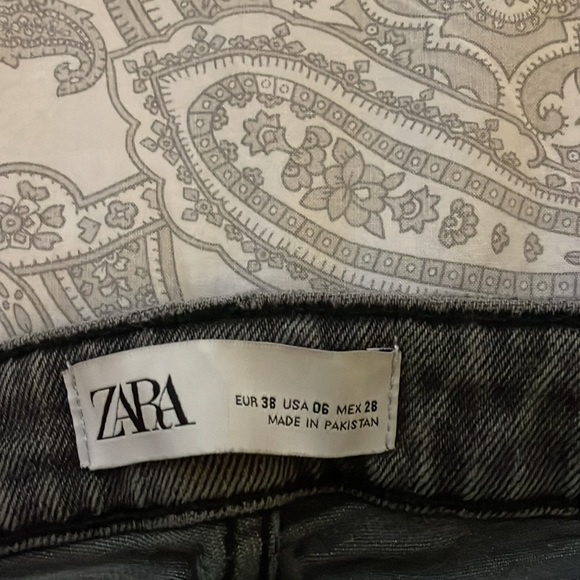 ZARA
EUR 38 USA 06 MEX 28
MADE IN PAKISTAN